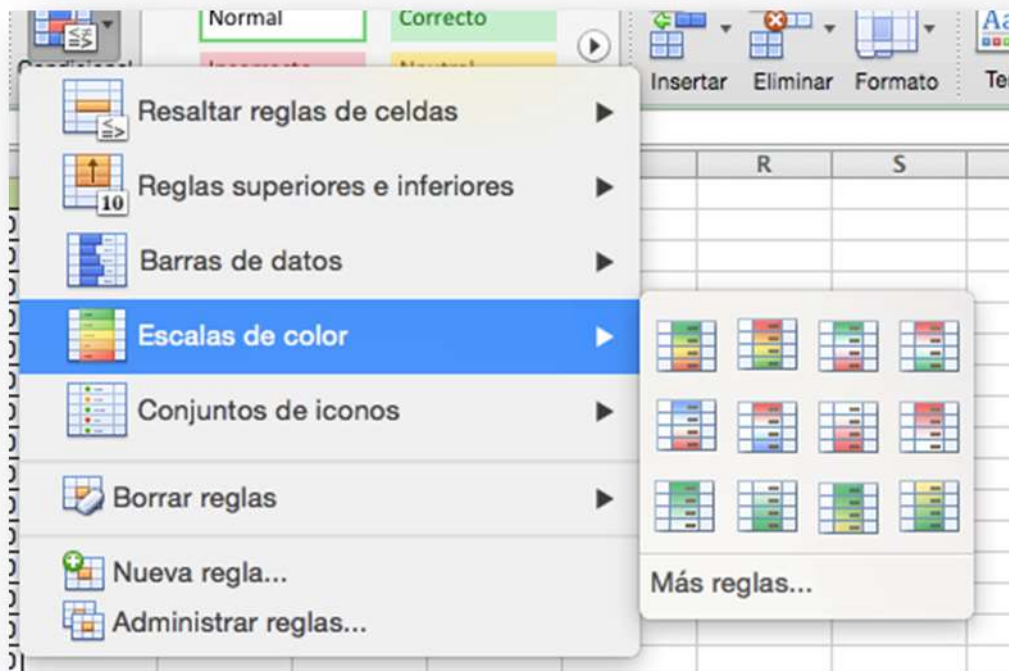 Normal
Correcto
Insertar
Eliminar
Formato
Resaltar reglas de celdas
Reglas superiores e inferiores
10
Barras de datos
Escalas de color
Conjuntos de iconos
Borrar reglas
Nueva regla...
Administrar reglas...
R
S
Más reglas...